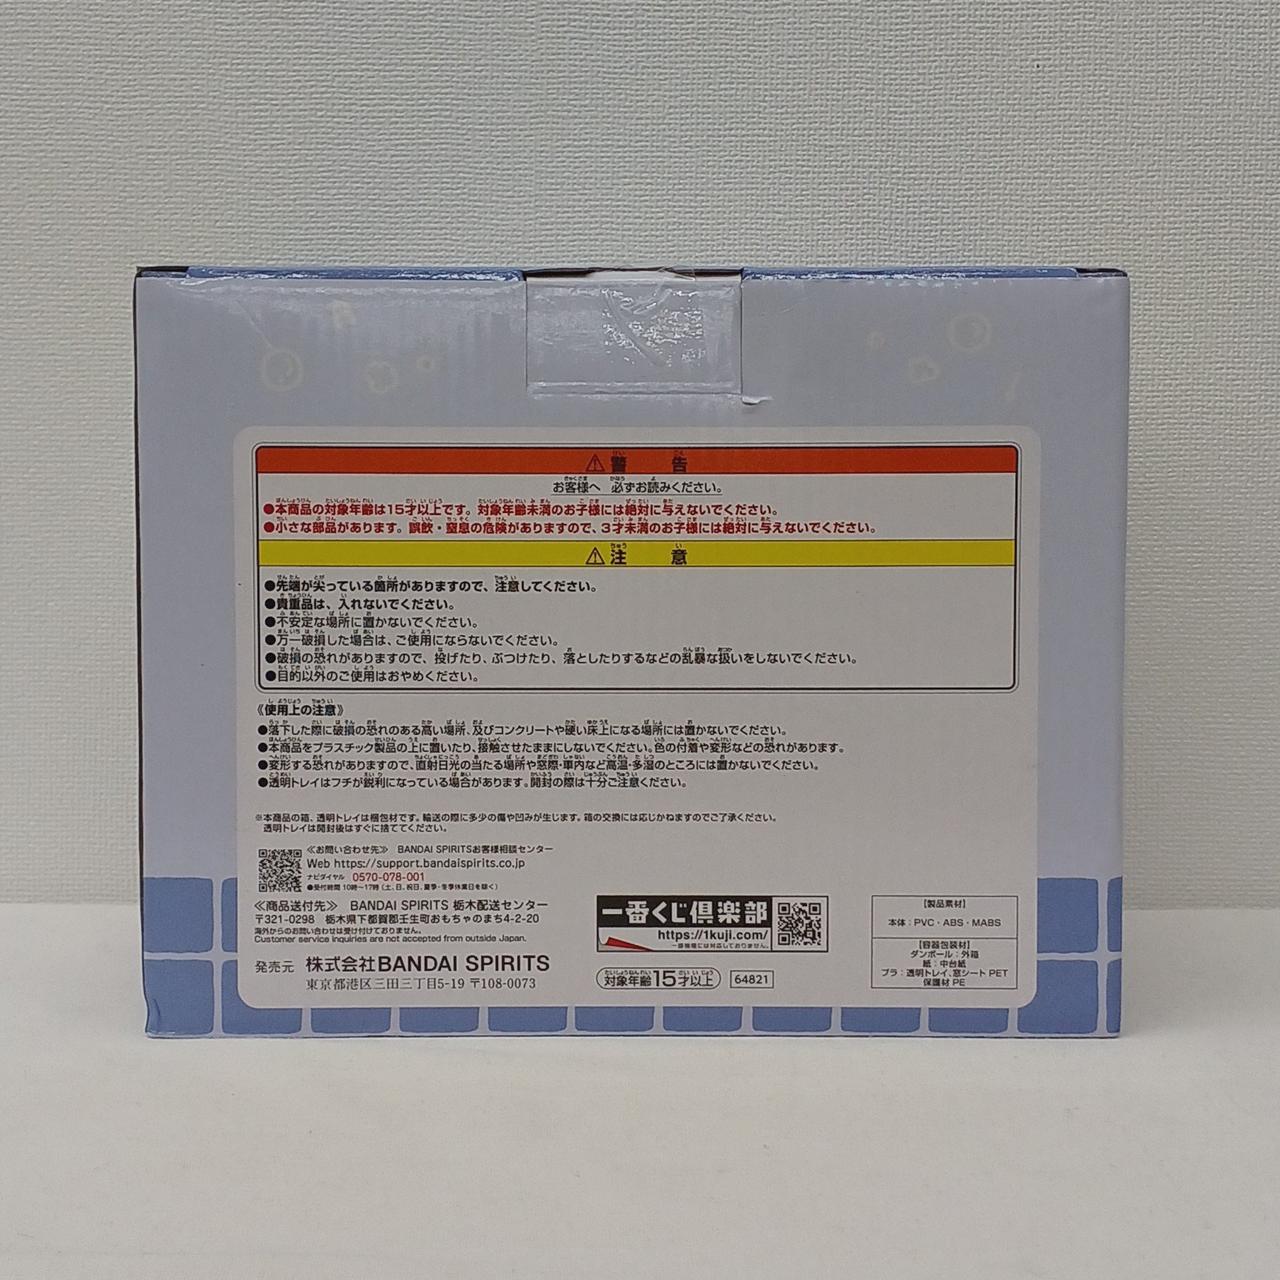 ⚠警 告
お客様へ 必ずお読みください。
●本商品の対象年齢は15才以上です。対象年齢未満のお子様には絶対に与えないでください。
●小さな部品があります。誤飲・窒息の危険がありますので、3才未満のお子様には絶対に与えないでください。
⚠注 意
●先端が尖っている箇所がありますので、注意してください。
●貴重品は、入れないでください。
●不安定な場所に置かないでください。
●万一破損した場合は、ご使用にならないでください。
●破損の恐れがありますので、投げたり、ぶつけたり、落としたりするなどの乱暴な扱いをしないでください。
●目的以外のご使用はおやめください。
《使用上の注意》
●落下した際に破損の恐れのある高い場所、及びコンクリートや硬い床上になる場所には置かないでください。
●本商品をプラスチック製品の上に置いたり、接触させたままにしないでください。色の付着や変形などの恐れがあります。
●変形する恐れがありますので、直射日光の当たる場所や窓際・車内など高温・多湿のところには置かないでください。
●透明トレイはフチが鋭利になっている場合があります。開封の際は十分ご注意ください。
※本商品の箱、透明トレイは梱包材です。輸送の際に多少の傷や凹みが生じます。箱の交換には応じかねますのでご了承ください。
透明トレイは開封後はすぐに捨ててください。
≪お問い合わせ先≫ BANDAI SPIRITSお客様相談センター
Web https://support.bandaispirits.co.jp
ナビダイヤル 0570-078-001
●受付時間 10時〜17時 (土、日、祝日、夏季・冬季休業日を除く)
≪商品送付先≫ BANDAI SPIRITS 栃木配送センター
〒321-0298 栃木県下都賀郡壬生町おもちゃのまち4-2-20
海外からのお問い合わせは受け付けておりません。
Customer service inquiries are not accepted from outside Japan.
発売元 株式会社BANDAI SPIRITS
東京都港区三田三丁目5-19 〒108-0073
一番くじ倶楽部
https://1kuji.com/
一部機種には対応しておりません。
対象年齢15才以上
64821
【製品素材】
本体：PVC・ABS・MABS
【容器包装材】
ダンボール：外箱
紙：中台紙
プラ：透明トレイ、窓シート PET
保護材 PE